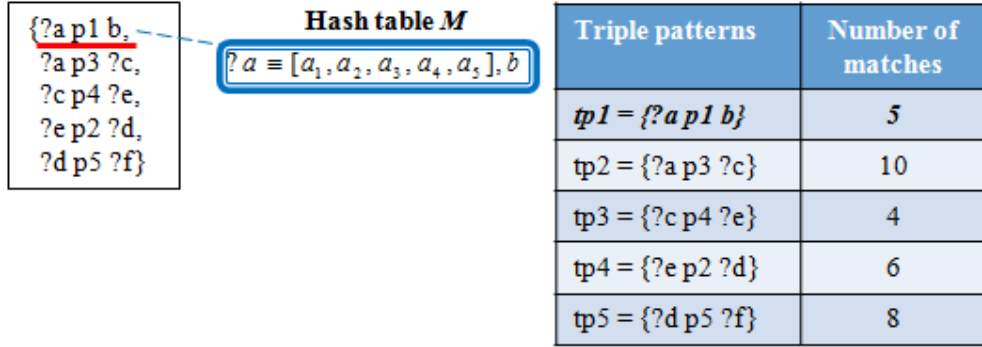 {?a p1 b,
?a p3 ?c,
?c p4 ?e,
?e p2 ?d,
?d p5 ?f}
Hash table M
? a ≡ [a₁, a₂, a₃, a₄, a₅], b
Triple patterns Number of
matches
tp1 = {?a p1 b} 5
tp2 = {?a p3 ?c} 10
tp3 = {?c p4 ?e} 4
tp4 = {?e p2 ?d} 6
tp5 = {?d p5 ?f} 8